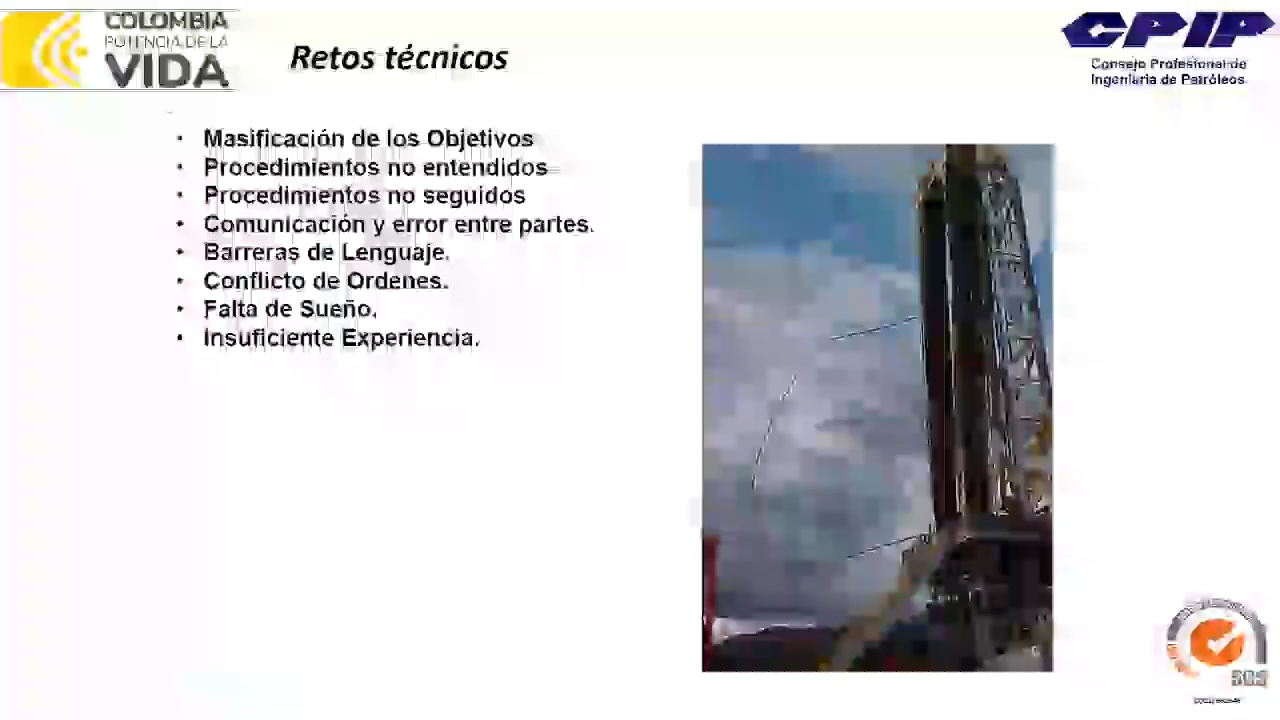 COLOMBIA
POTENCIA DE LA
VIDA
Retos técnicos
CPIP
Consejo Profesional de
Ingeniería de Petróleos
• Masificación de los Objetivos
• Procedimientos no entendidos
• Procedimientos no seguidos
• Comunicación y error entre partes.
• Barreras de Lenguaje.
• Conflicto de Ordenes.
• Falta de Sueño.
• Insuficiente Experiencia.